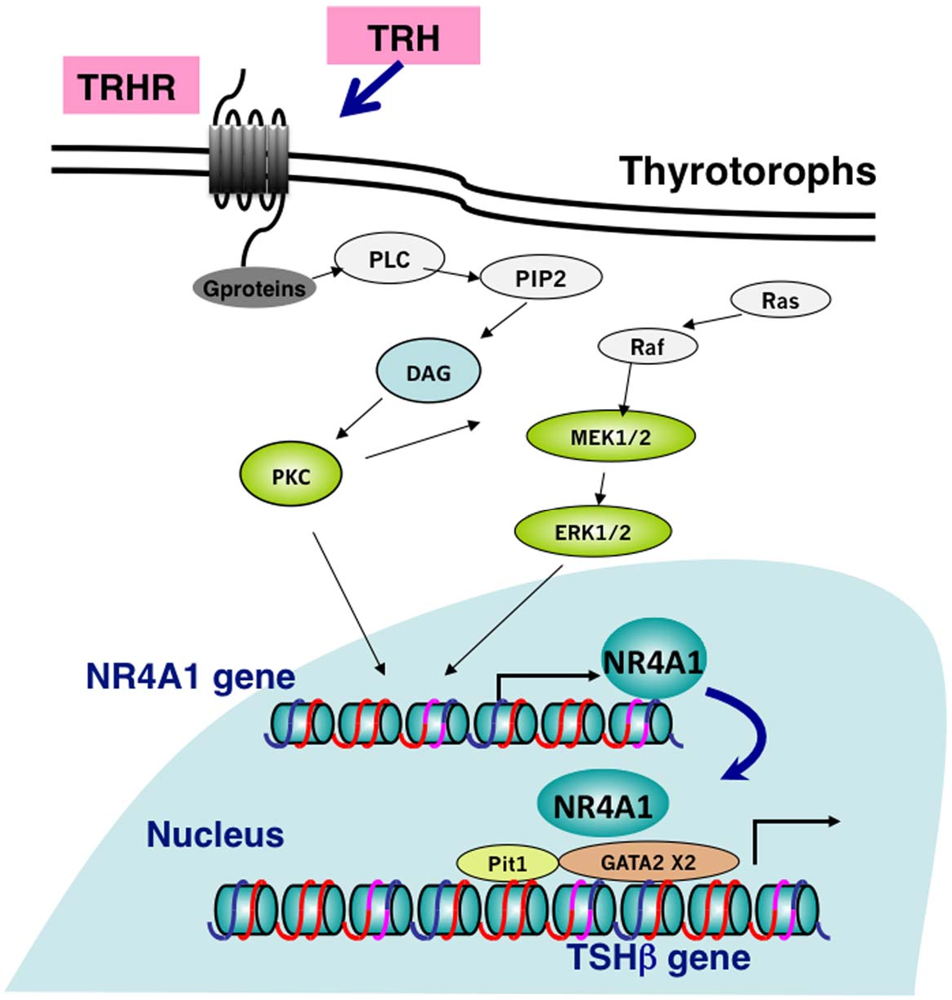 TRH
TRHR
Thyrotorophs
PLC
PIP2
Gproteins
Ras
Raf
DAG
MEK1/2
PKC
ERK1/2
NR4A1
NR4A1 gene
NR4A1
Nucleus
Pit1
GATA2 X2
TSHβ gene